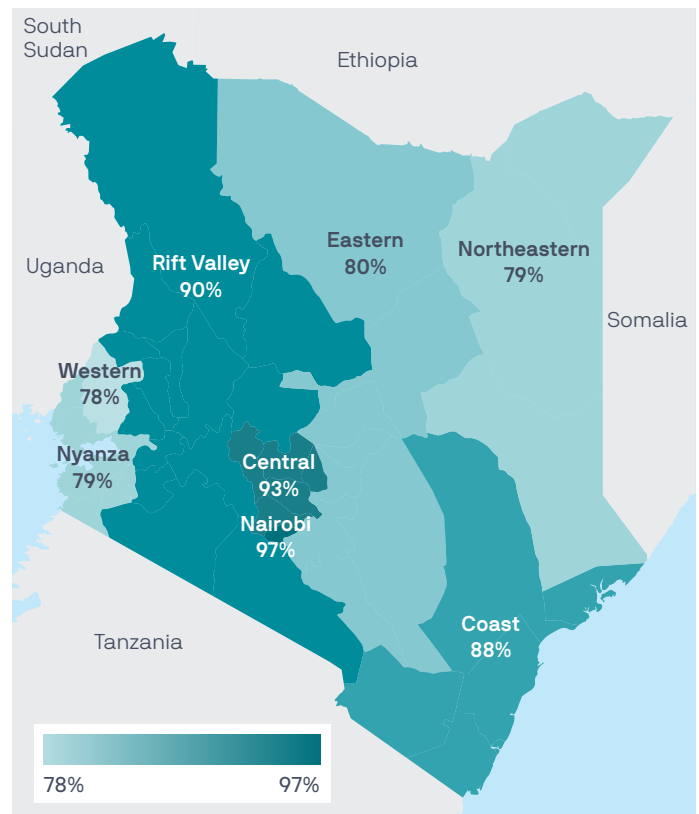 South
Sudan
Ethiopia
Eastern
80%
Northeastern
79%
Rift Valley
90%
Uganda
Somalia
Western
78%
Nyanza
79%
Central
93%
Nairobi
97%
Coast
88%
Tanzania
78%
97%